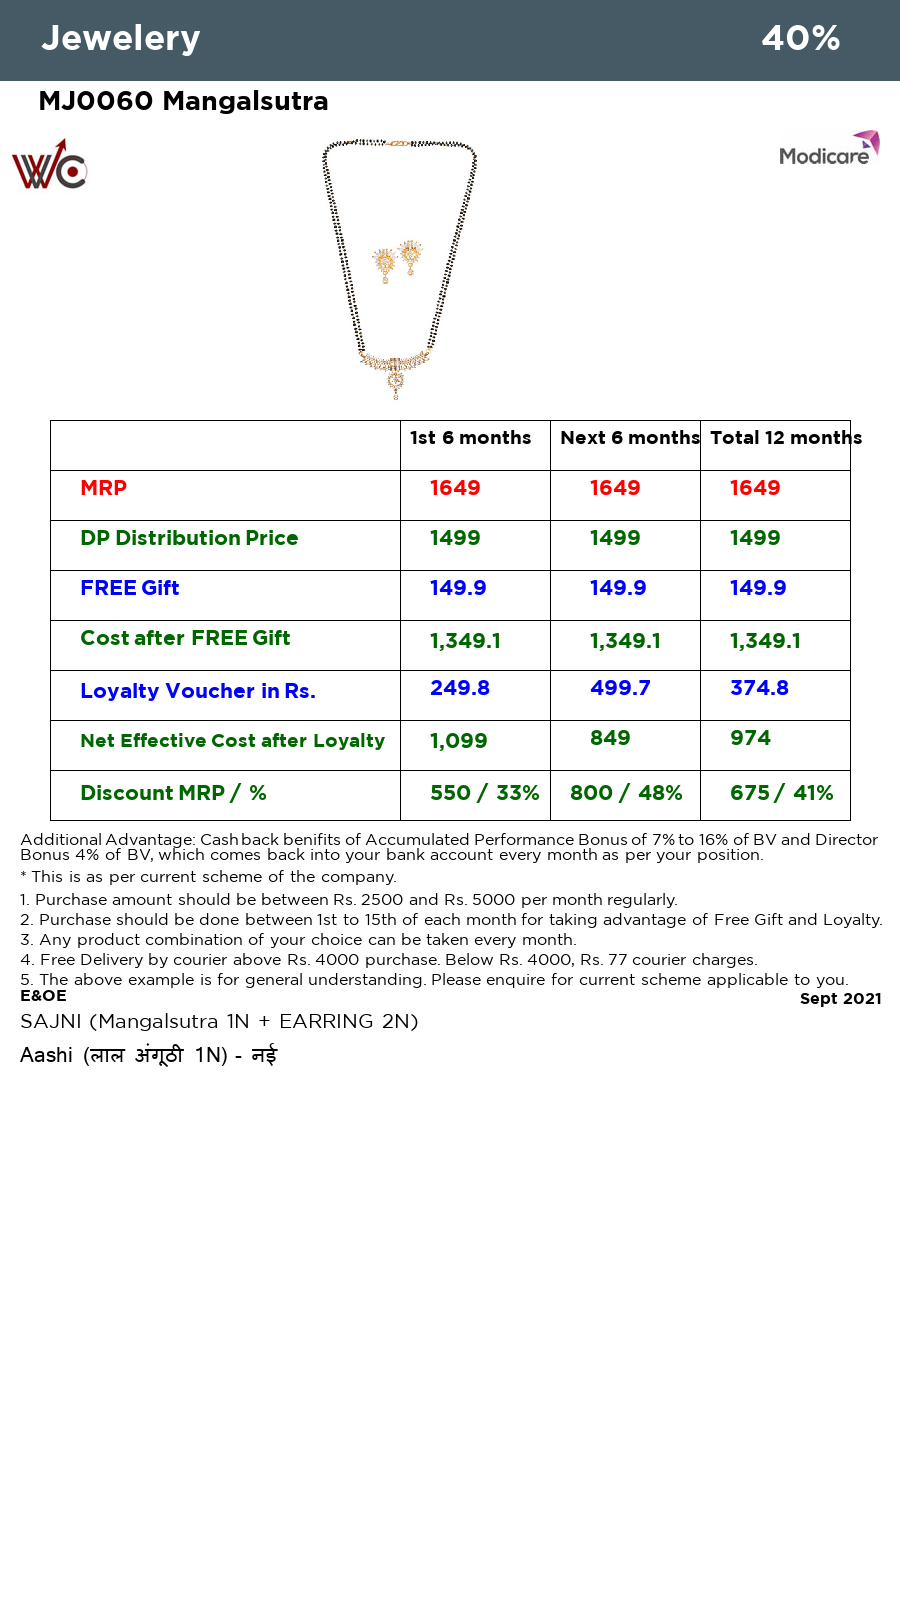 Jewelery 40%
MJ0060 Mangalsutra
WC Modicare
1st 6 months Next 6 months Total 12 months
MRP 1649 1649 1649
DP Distribution Price 1499 1499 1499
FREE Gift 149.9 149.9 149.9
Cost after FREE Gift 1,349.1 1,349.1 1,349.1
Loyalty Voucher in Rs. 249.8 499.7 374.8
Net Effective Cost after Loyalty 1,099 849 974
Discount MRP / % 550 / 33% 800 / 48% 675 / 41%
Additional Advantage: Cashback benifits of Accumulated Performance Bonus of 7% to 16% of BV and Director
Bonus 4% of BV, which comes back into your bank account every month as per your position.
* This is as per current scheme of the company.
1. Purchase amount should be between Rs. 2500 and Rs. 5000 per month regularly.
2. Purchase should be done between 1st to 15th of each month for taking advantage of Free Gift and Loyalty.
3. Any product combination of your choice can be taken every month.
4. Free Delivery by courier above Rs. 4000 purchase. Below Rs. 4000, Rs. 77 courier charges.
5. The above example is for general understanding. Please enquire for current scheme applicable to you.
E&OE Sept 2021
SAJNI (Mangalsutra 1N + EARRING 2N)
Aashi (लाल अंगूठी 1N) - नई